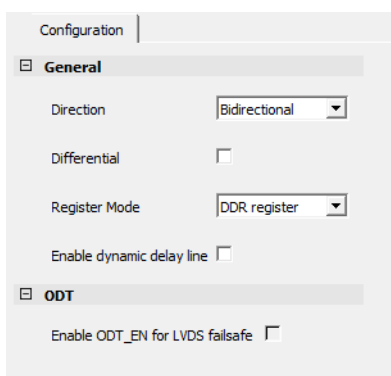 Configuration
General
Direction Bidirectional
Differential
Register Mode DDR register
Enable dynamic delay line
ODT
Enable ODT_EN for LVDS failsafe